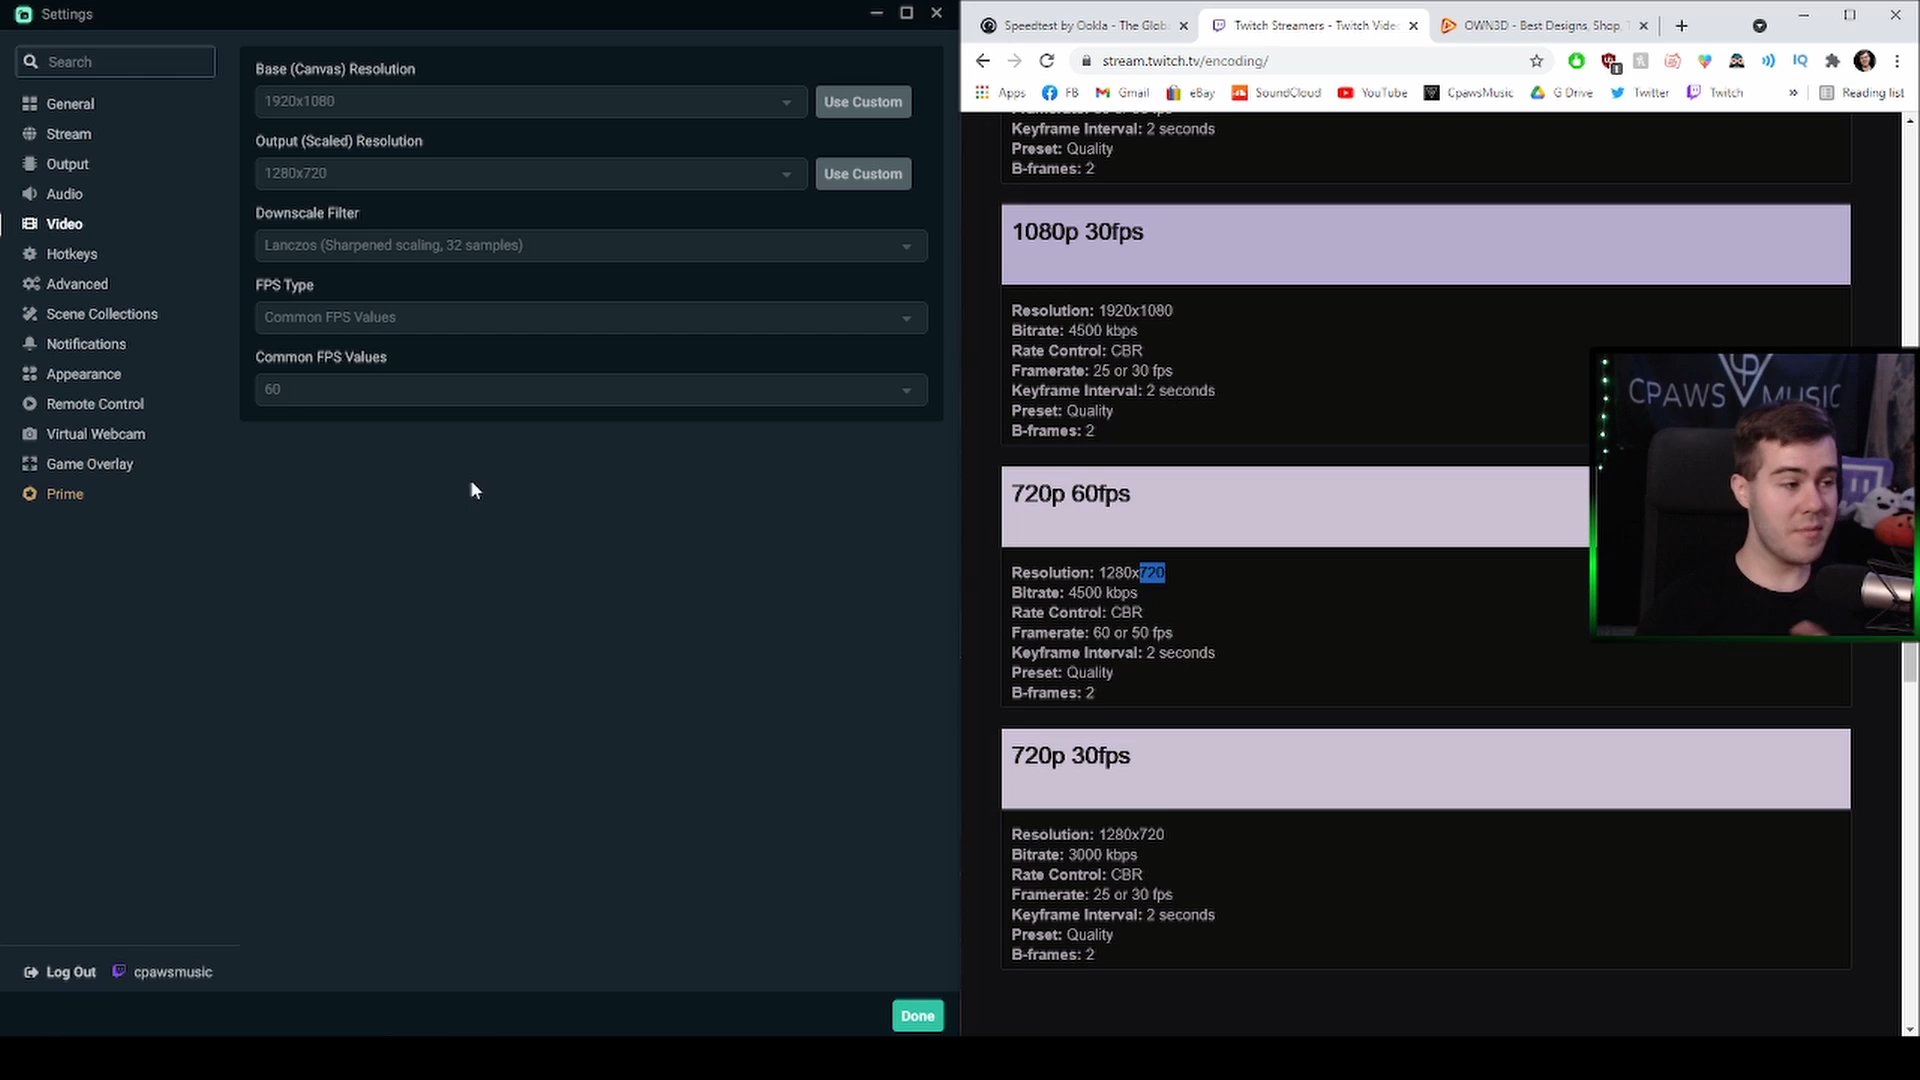 Settings
Search
General
Stream
Output
Audio
Video
Hotkeys
Advanced
Scene Collections
Notifications
Appearance
Remote Control
Virtual Webcam
Game Overlay
Prime
Log Out
cpawsmusic
Base (Canvas) Resolution
1920x1080
Use Custom
Output (Scaled) Resolution
1280x720
Use Custom
Downscale Filter
Lanczos (Sharpened scaling, 32 samples)
FPS Type
Common FPS Values
Common FPS Values
60
Done
Speedtest by Ookla - The Glob
Twitch Streamers - Twitch Vide
OWN3D - Best Designs, Shop,
stream.twitch.tv/encoding/
1
IQ
Apps
FB
Gmail
eBay
SoundCloud
YouTube
CpawsMusic
G Drive
Twitter
Twitch
»
Reading list
Keyframe Interval: 2 seconds
Preset: Quality
B-frames: 2
1080p 30fps
Resolution: 1920x1080
Bitrate: 4500 kbps
Rate Control: CBR
Framerate: 25 or 30 fps
Keyframe Interval: 2 seconds
Preset: Quality
B-frames: 2
720p 60fps
Resolution: 1280x720
Bitrate: 4500 kbps
Rate Control: CBR
Framerate: 60 or 50 fps
Keyframe Interval: 2 seconds
Preset: Quality
B-frames: 2
720p 30fps
Resolution: 1280x720
Bitrate: 3000 kbps
Rate Control: CBR
Framerate: 25 or 30 fps
Keyframe Interval: 2 seconds
Preset: Quality
B-frames: 2
CPAWS MUSIC